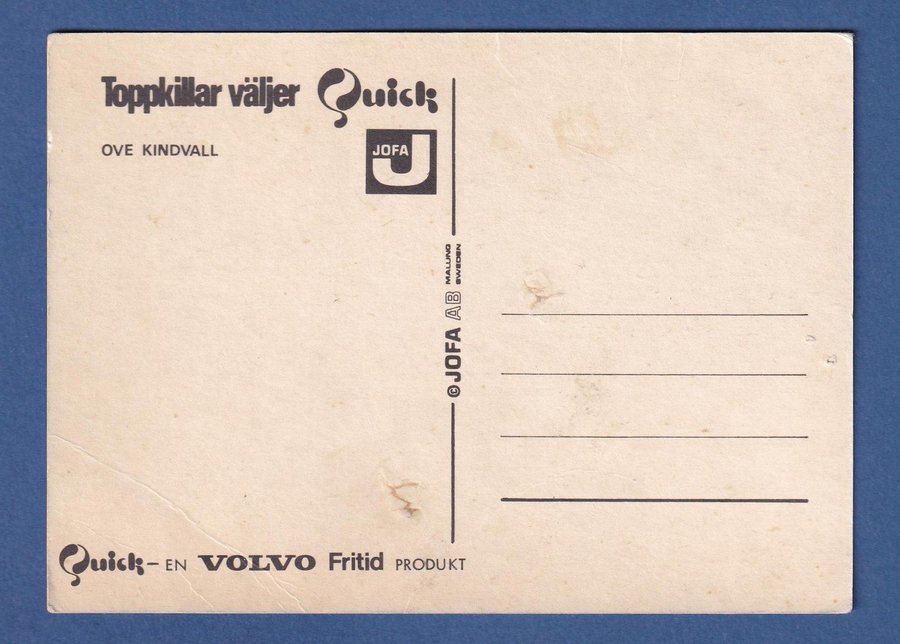 Toppkillar väljer Quick
OVE KINDVALL
JOFA
J
© JOFA AB MALUNG SWEDEN
Quick – EN VOLVO Fritid PRODUKT